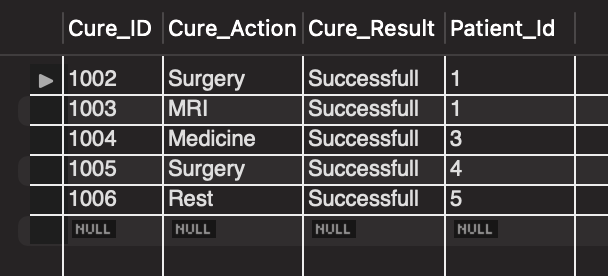 Cure_ID Cure_Action Cure_Result Patient_Id
1002 Surgery Successfull 1
1003 MRI Successfull 1
1004 Medicine Successfull 3
1005 Surgery Successfull 4
1006 Rest Successfull 5
NULL NULL NULL NULL